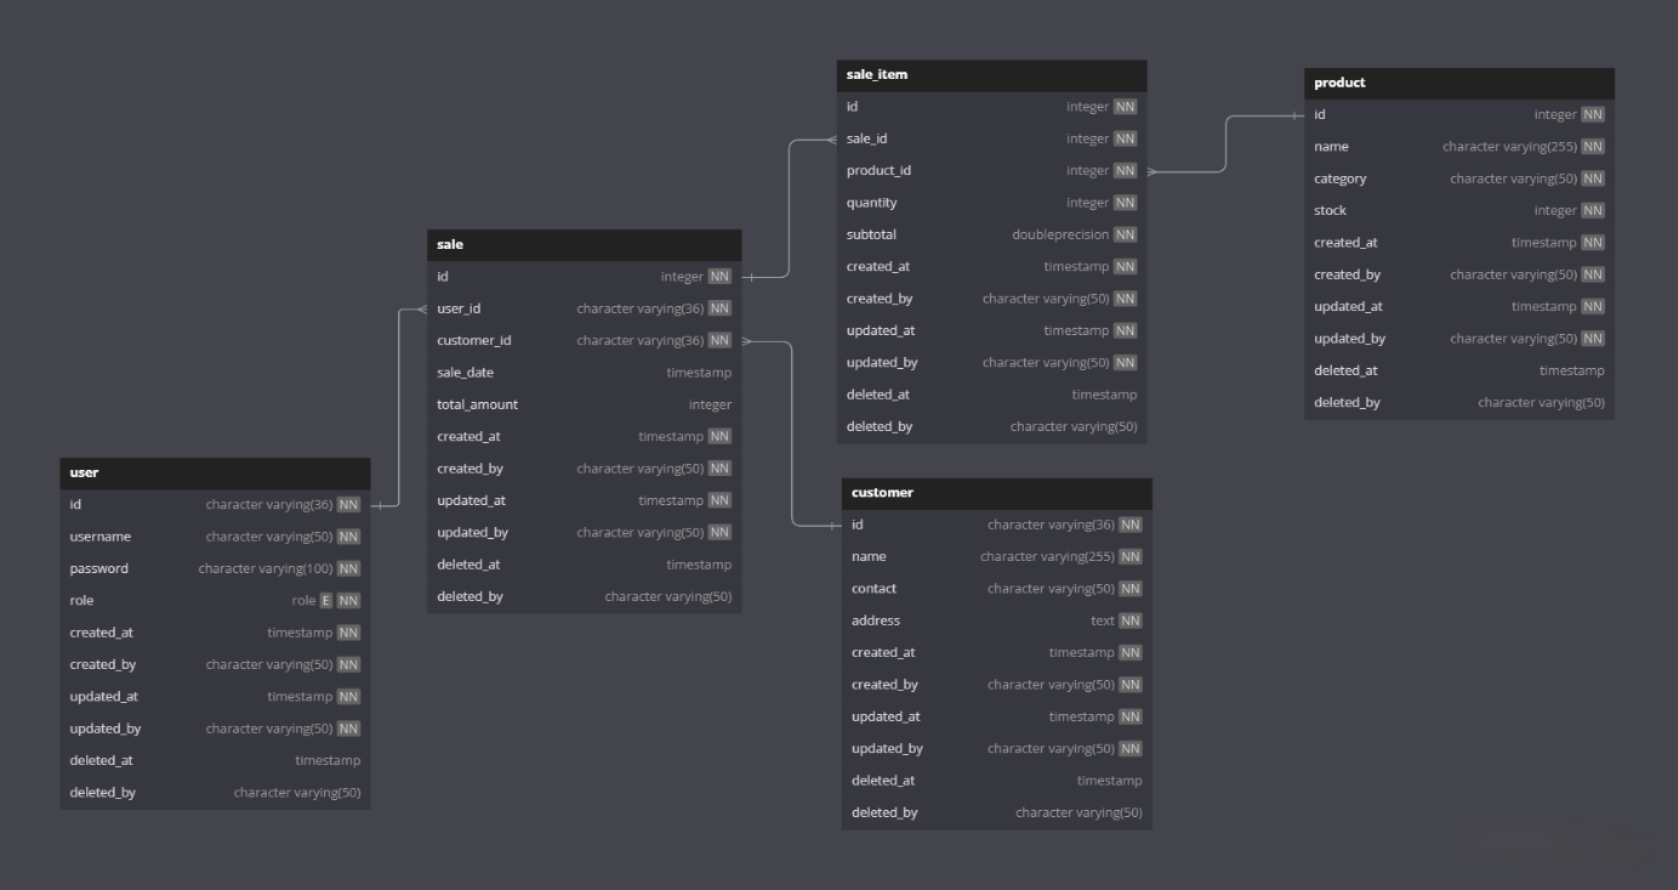 sale_item
id integer NN
sale_id integer NN
product_id integer NN
quantity integer NN
subtotal doubleprecision NN
created_at timestamp NN
created_by character varying(50) NN
updated_at timestamp NN
updated_by character varying(50) NN
deleted_at timestamp
deleted_by character varying(50)
product
id integer NN
name character varying(255) NN
category character varying(50) NN
stock integer NN
created_at timestamp NN
created_by character varying(50) NN
updated_at timestamp NN
updated_by character varying(50) NN
deleted_at timestamp
deleted_by character varying(50)
sale
id integer NN
user_id character varying(36) NN
customer_id character varying(36) NN
sale_date timestamp
total_amount integer
created_at timestamp NN
created_by character varying(50) NN
updated_at timestamp NN
updated_by character varying(50) NN
deleted_at timestamp
deleted_by character varying(50)
user
id character varying(36) NN
username character varying(50) NN
password character varying(100) NN
role role E NN
created_at timestamp NN
created_by character varying(50) NN
updated_at timestamp NN
updated_by character varying(50) NN
deleted_at timestamp
deleted_by character varying(50)
customer
id character varying(36) NN
name character varying(255) NN
contact character varying(50) NN
address text NN
created_at timestamp NN
created_by character varying(50) NN
updated_at timestamp NN
updated_by character varying(50) NN
deleted_at timestamp
deleted_by character varying(50)